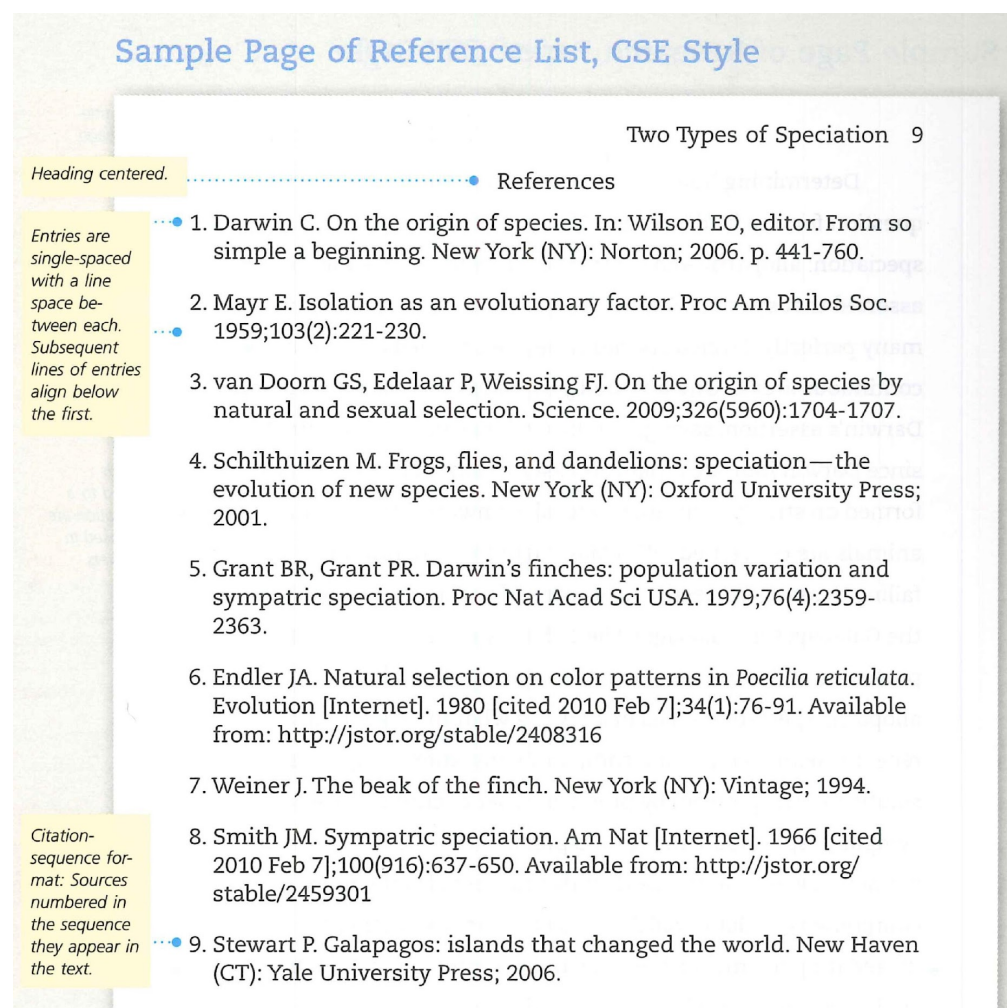 Sample Page of Reference List, CSE Style
Two Types of Speciation 9
Heading centered.
References
Entries are
single-spaced
with a line
space be-
tween each.
Subsequent
lines of entries
align below
the first.
1. Darwin C. On the origin of species. In: Wilson EO, editor. From so
simple a beginning. New York (NY): Norton; 2006. p. 441-760.
2. Mayr E. Isolation as an evolutionary factor. Proc Am Philos Soc.
1959;103(2):221-230.
3. van Doorn GS, Edelaar P, Weissing FJ. On the origin of species by
natural and sexual selection. Science. 2009;326(5960):1704-1707.
4. Schilthuizen M. Frogs, flies, and dandelions: speciation—the
evolution of new species. New York (NY): Oxford University Press;
2001.
5. Grant BR, Grant PR. Darwin's finches: population variation and
sympatric speciation. Proc Nat Acad Sci USA. 1979;76(4):2359-
2363.
6. Endler JA. Natural selection on color patterns in Poecilia reticulata.
Evolution [Internet]. 1980 [cited 2010 Feb 7];34(1):76-91. Available
from: http://jstor.org/stable/2408316
7. Weiner J. The beak of the finch. New York (NY): Vintage; 1994.
Citation-
sequence for-
mat: Sources
numbered in
the sequence
they appear in
the text.
8. Smith JM. Sympatric speciation. Am Nat [Internet]. 1966 [cited
2010 Feb 7];100(916):637-650. Available from: http://jstor.org/
stable/2459301
9. Stewart P. Galapagos: islands that changed the world. New Haven
(CT): Yale University Press; 2006.